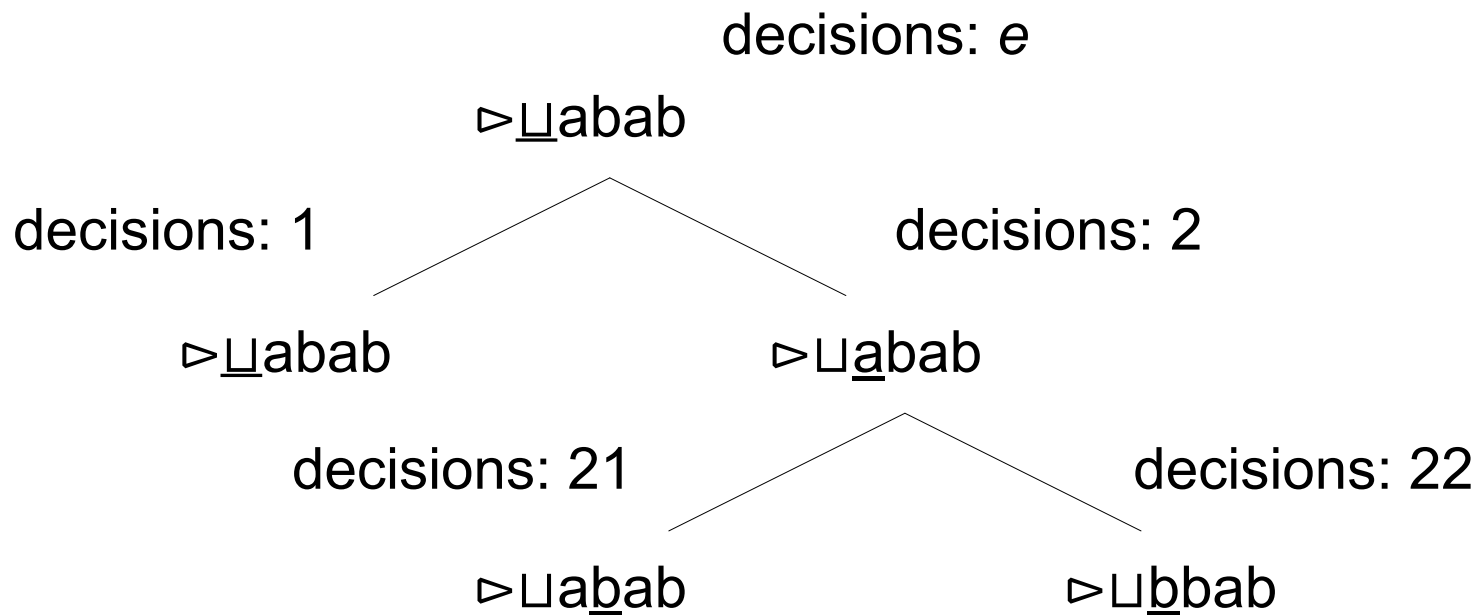 decisions: e
▻⊔abab
decisions: 1 decisions: 2
▻⊔abab ▻⊔abab
decisions: 21 decisions: 22
▻⊔abab ▻⊔bbab